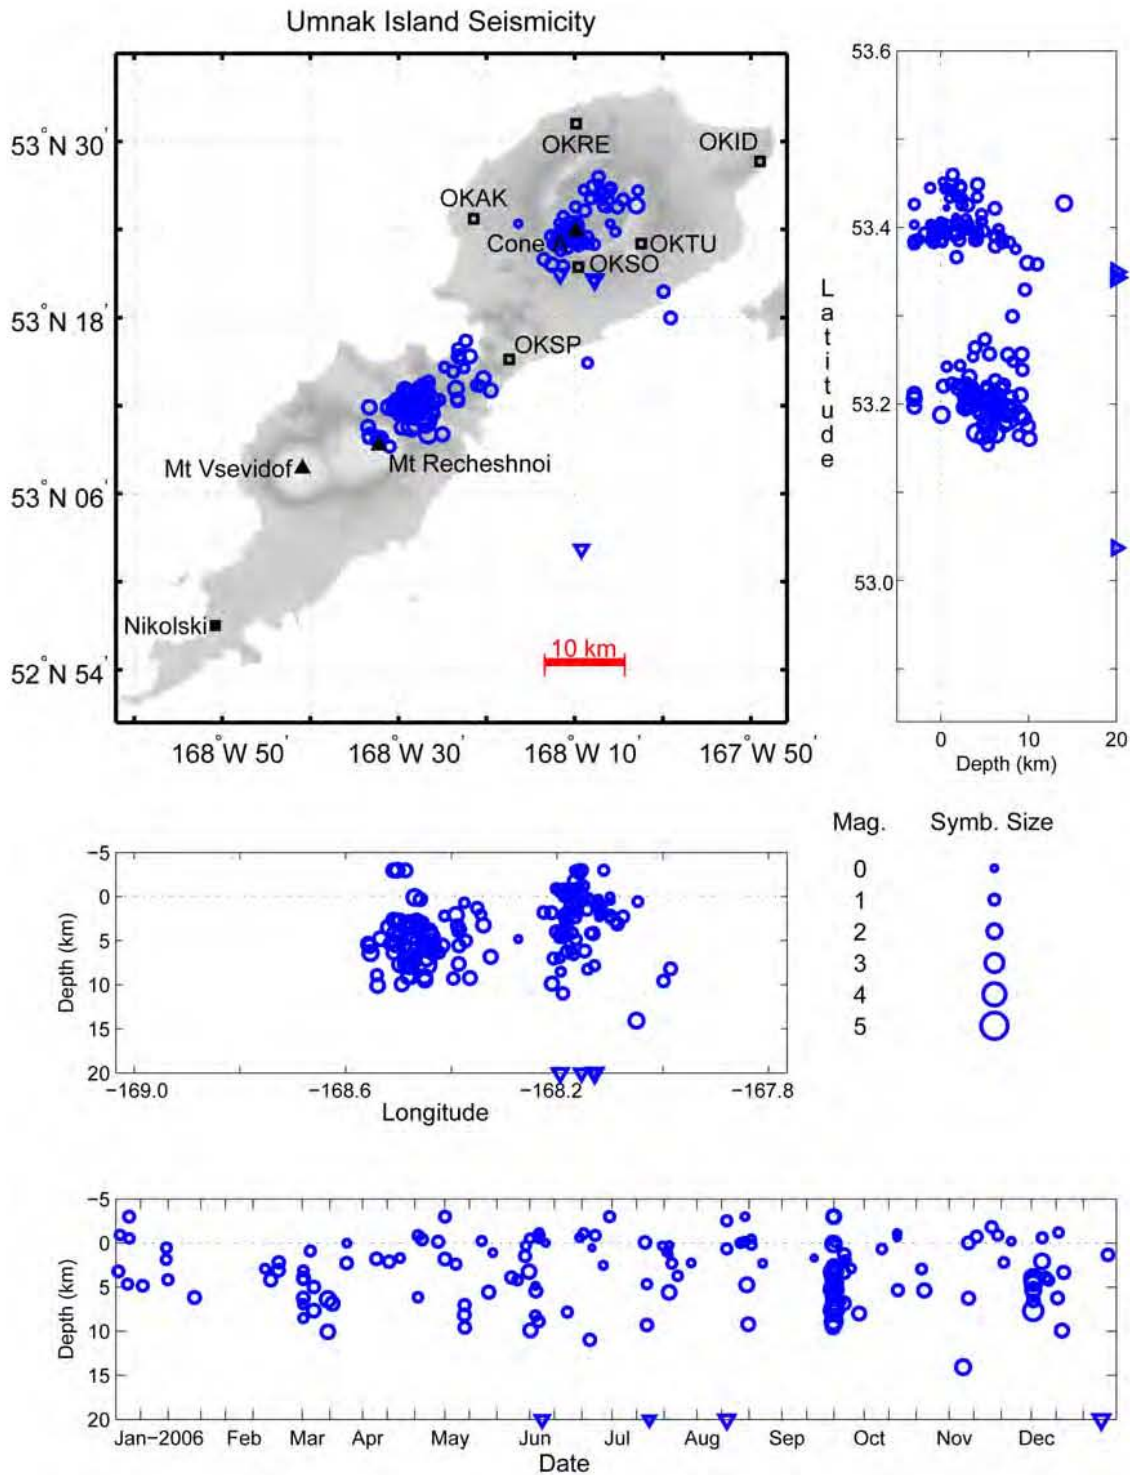 Umnak Island Seismicity
53°N 30'
53°N 18'
53°N 06'
52°N 54'
OKRE
OKID
OKAK
Cone
OKTU
OKSO
OKSP
Mt Vsevidof
Mt Recheshnoi
Nikolski
10 km
168°W 50'
168°W 30'
168°W 10'
167°W 50'
53.6
53.4
53.2
53.0
Latitude
0
10
20
Depth (km)
Mag.
Symb. Size
0
1
2
3
4
5
−5
0
5
10
15
20
Depth (km)
−169.0
−168.6
−168.2
−167.8
Longitude
−5
0
5
10
15
20
Depth (km)
Jan−2006
Feb
Mar
Apr
May
Jun
Jul
Aug
Sep
Oct
Nov
Dec
Date